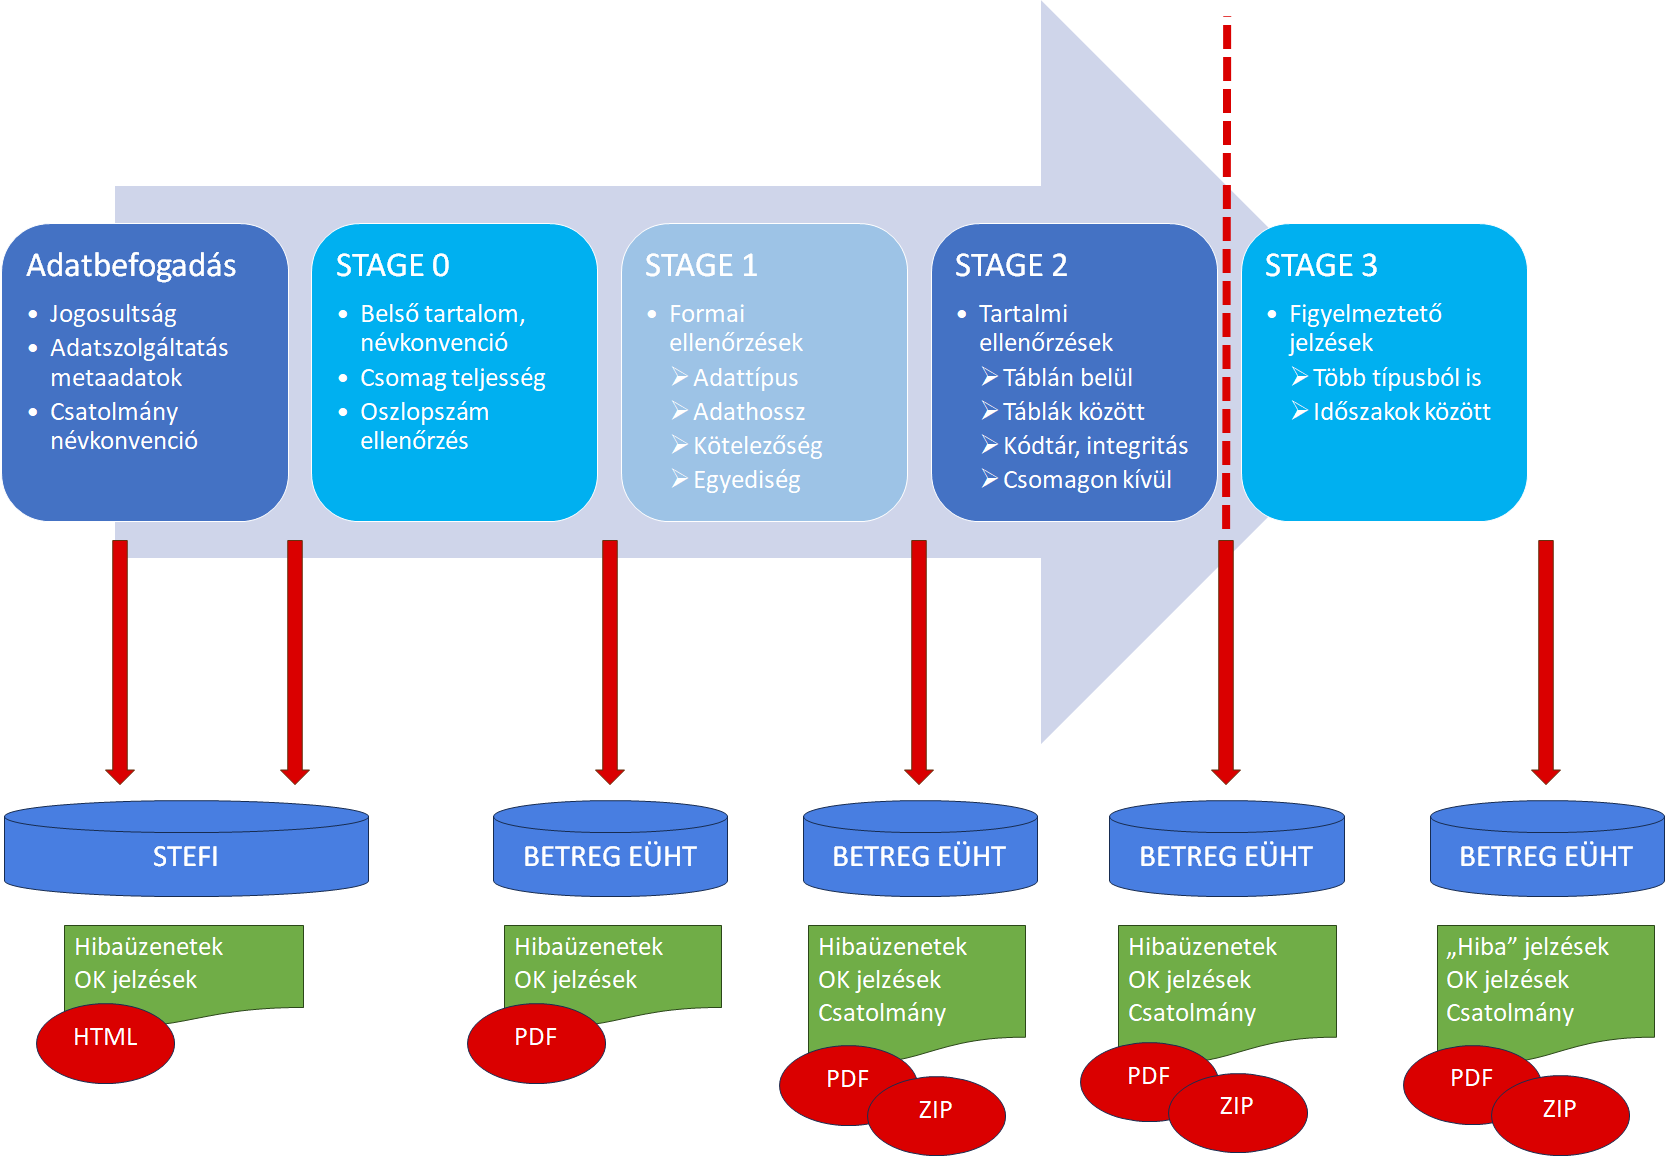 Adatbefogadás
• Jogosultság
• Adatszolgáltatás
metaadatok
• Csatolmány
névkonvenció
STAGE 0
• Belső tartalom,
névkonvenció
• Csomag teljesség
• Oszlopszám
ellenőrzés
STAGE 1
• Formai
ellenőrzések
➢ Adattípus
➢ Adathossz
➢ Kötelezőség
➢ Egyediség
STAGE 2
• Tartalmi
ellenőrzések
➢ Táblán belül
➢ Táblák között
➢ Kódtár, integritás
➢ Csomagon kívül
STAGE 3
• Figyelmeztető
jelzések
➢ Több típusból is
➢ Időszakok között
STEFI
BETREG EÜHT
BETREG EÜHT
BETREG EÜHT
BETREG EÜHT
Hibaüzenetek
OK jelzések
HTML
Hibaüzenetek
OK jelzések
PDF
Hibaüzenetek
OK jelzések
Csatolmány
PDF
ZIP
Hibaüzenetek
OK jelzések
Csatolmány
PDF
ZIP
„Hiba” jelzések
OK jelzések
Csatolmány
PDF
ZIP